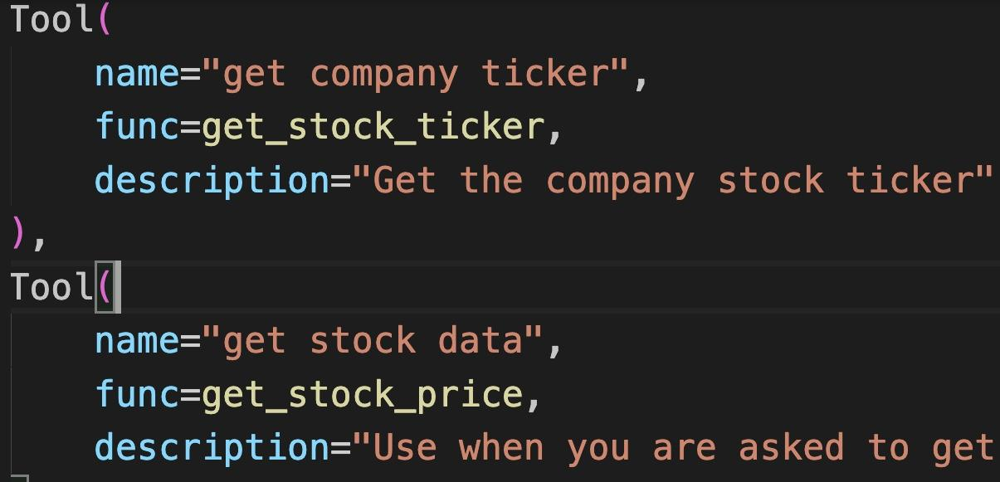 Tool(
    name="get company ticker",
    func=get_stock_ticker,
    description="Get the company stock ticker"
),
Tool(
    name="get stock data",
    func=get_stock_price,
    description="Use when you are asked to get